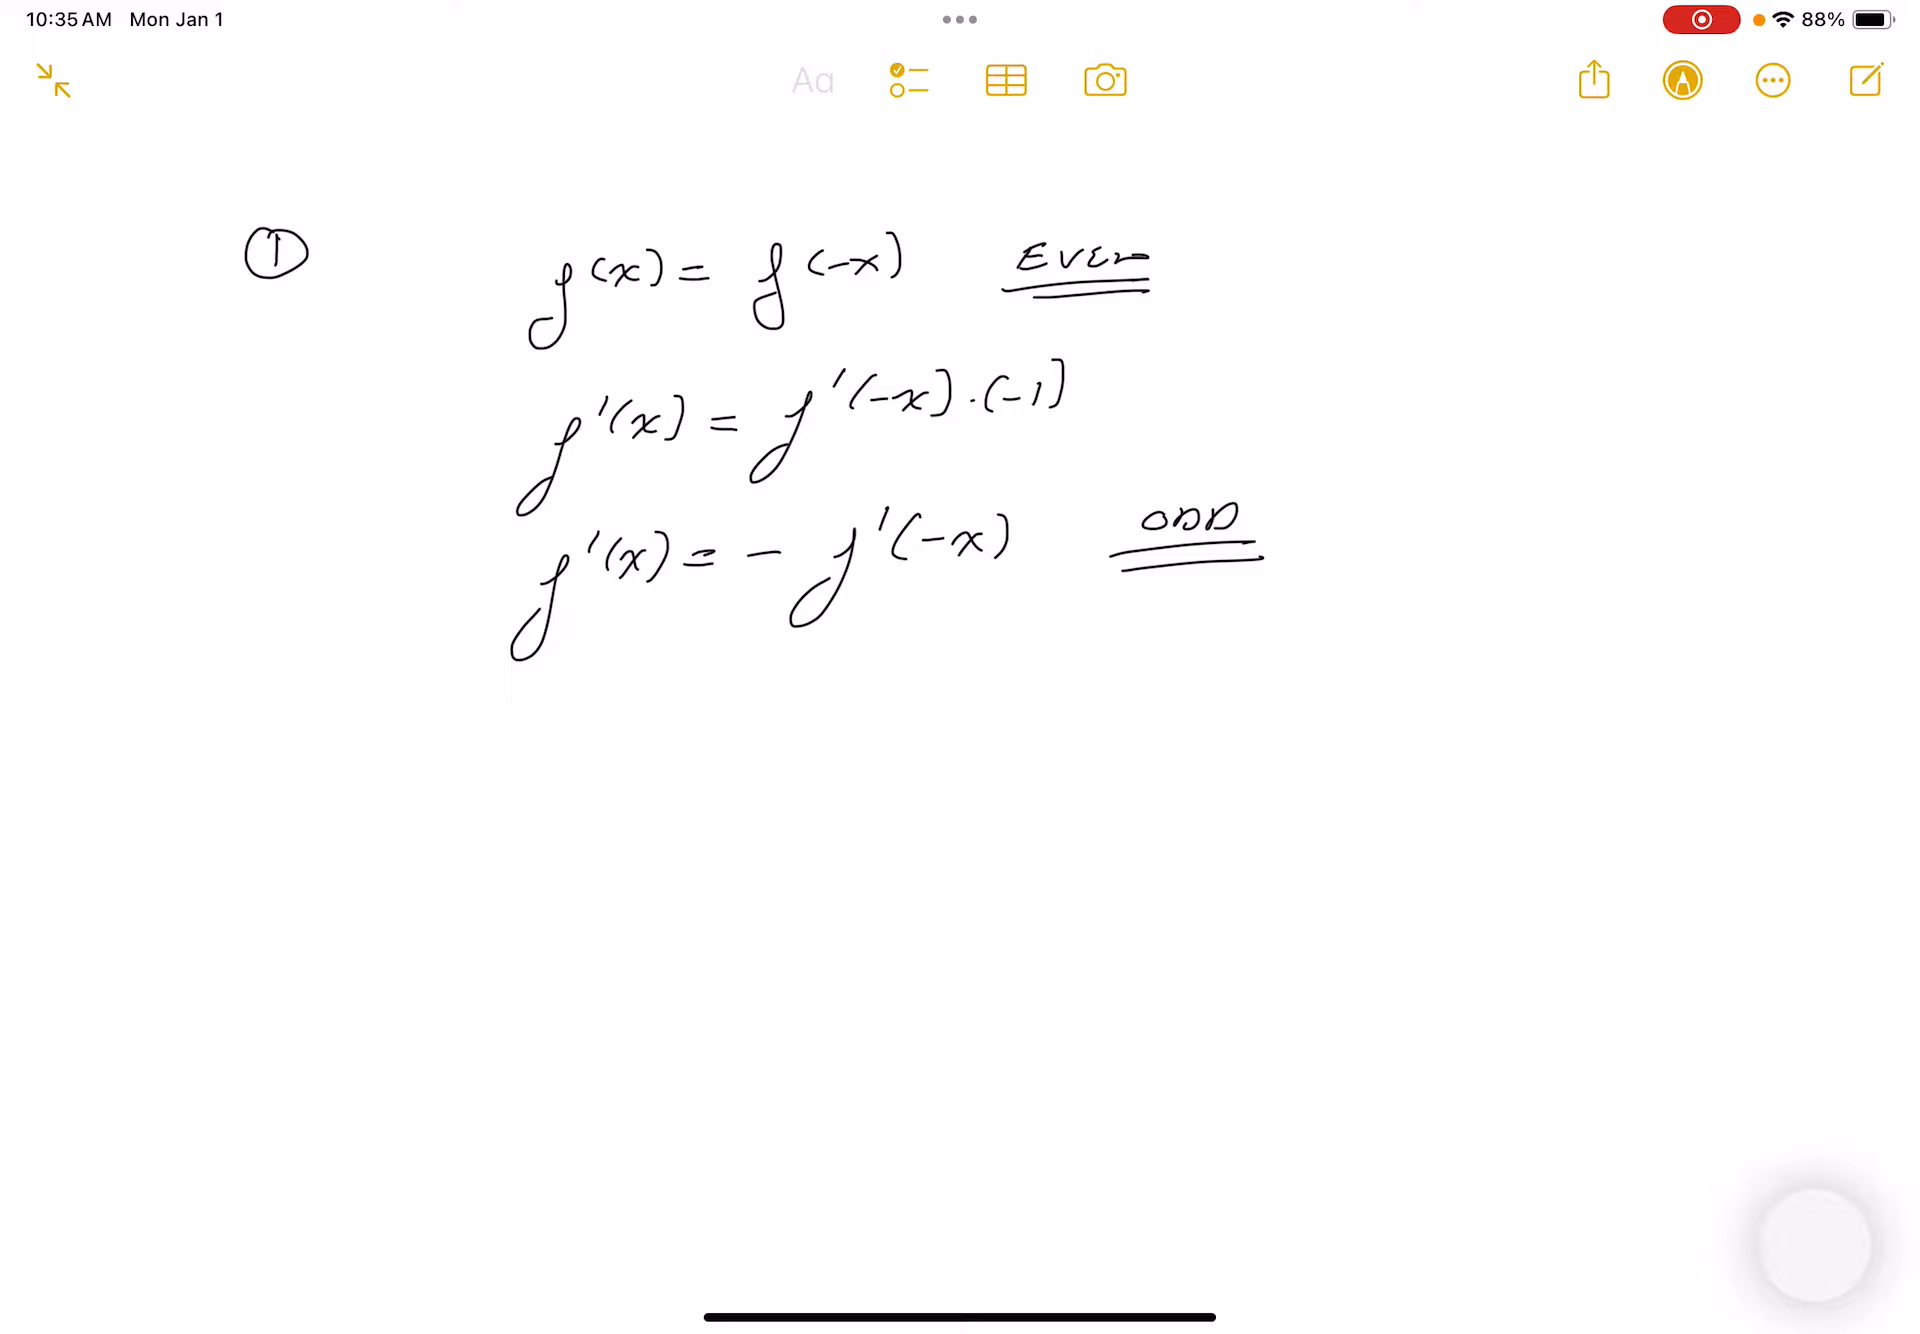 10:35 AM Mon Jan 1
88%
Aa
① f(x) = f(-x) EVEN
f'(x) = f'(-x).(-1)
f'(x) = - f'(-x) ODD